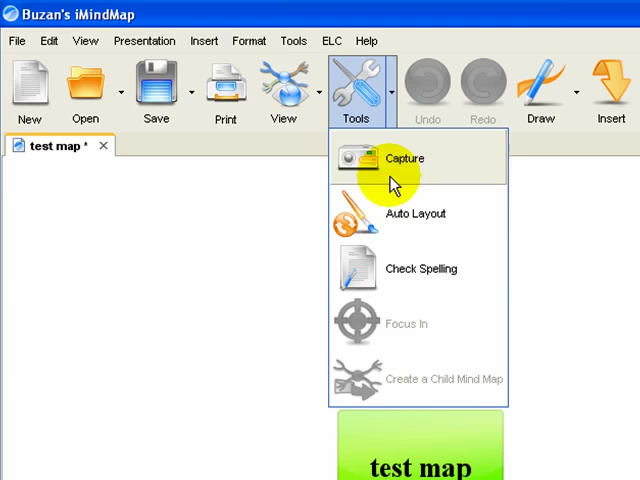 Buzan's iMindMap
File Edit View Presentation Insert Format Tools ELC Help
New Open Save Print View Tools Undo Redo Draw Insert
test map *
Capture
Auto Layout
Check Spelling
Focus In
Create a Child Mind Map
test map